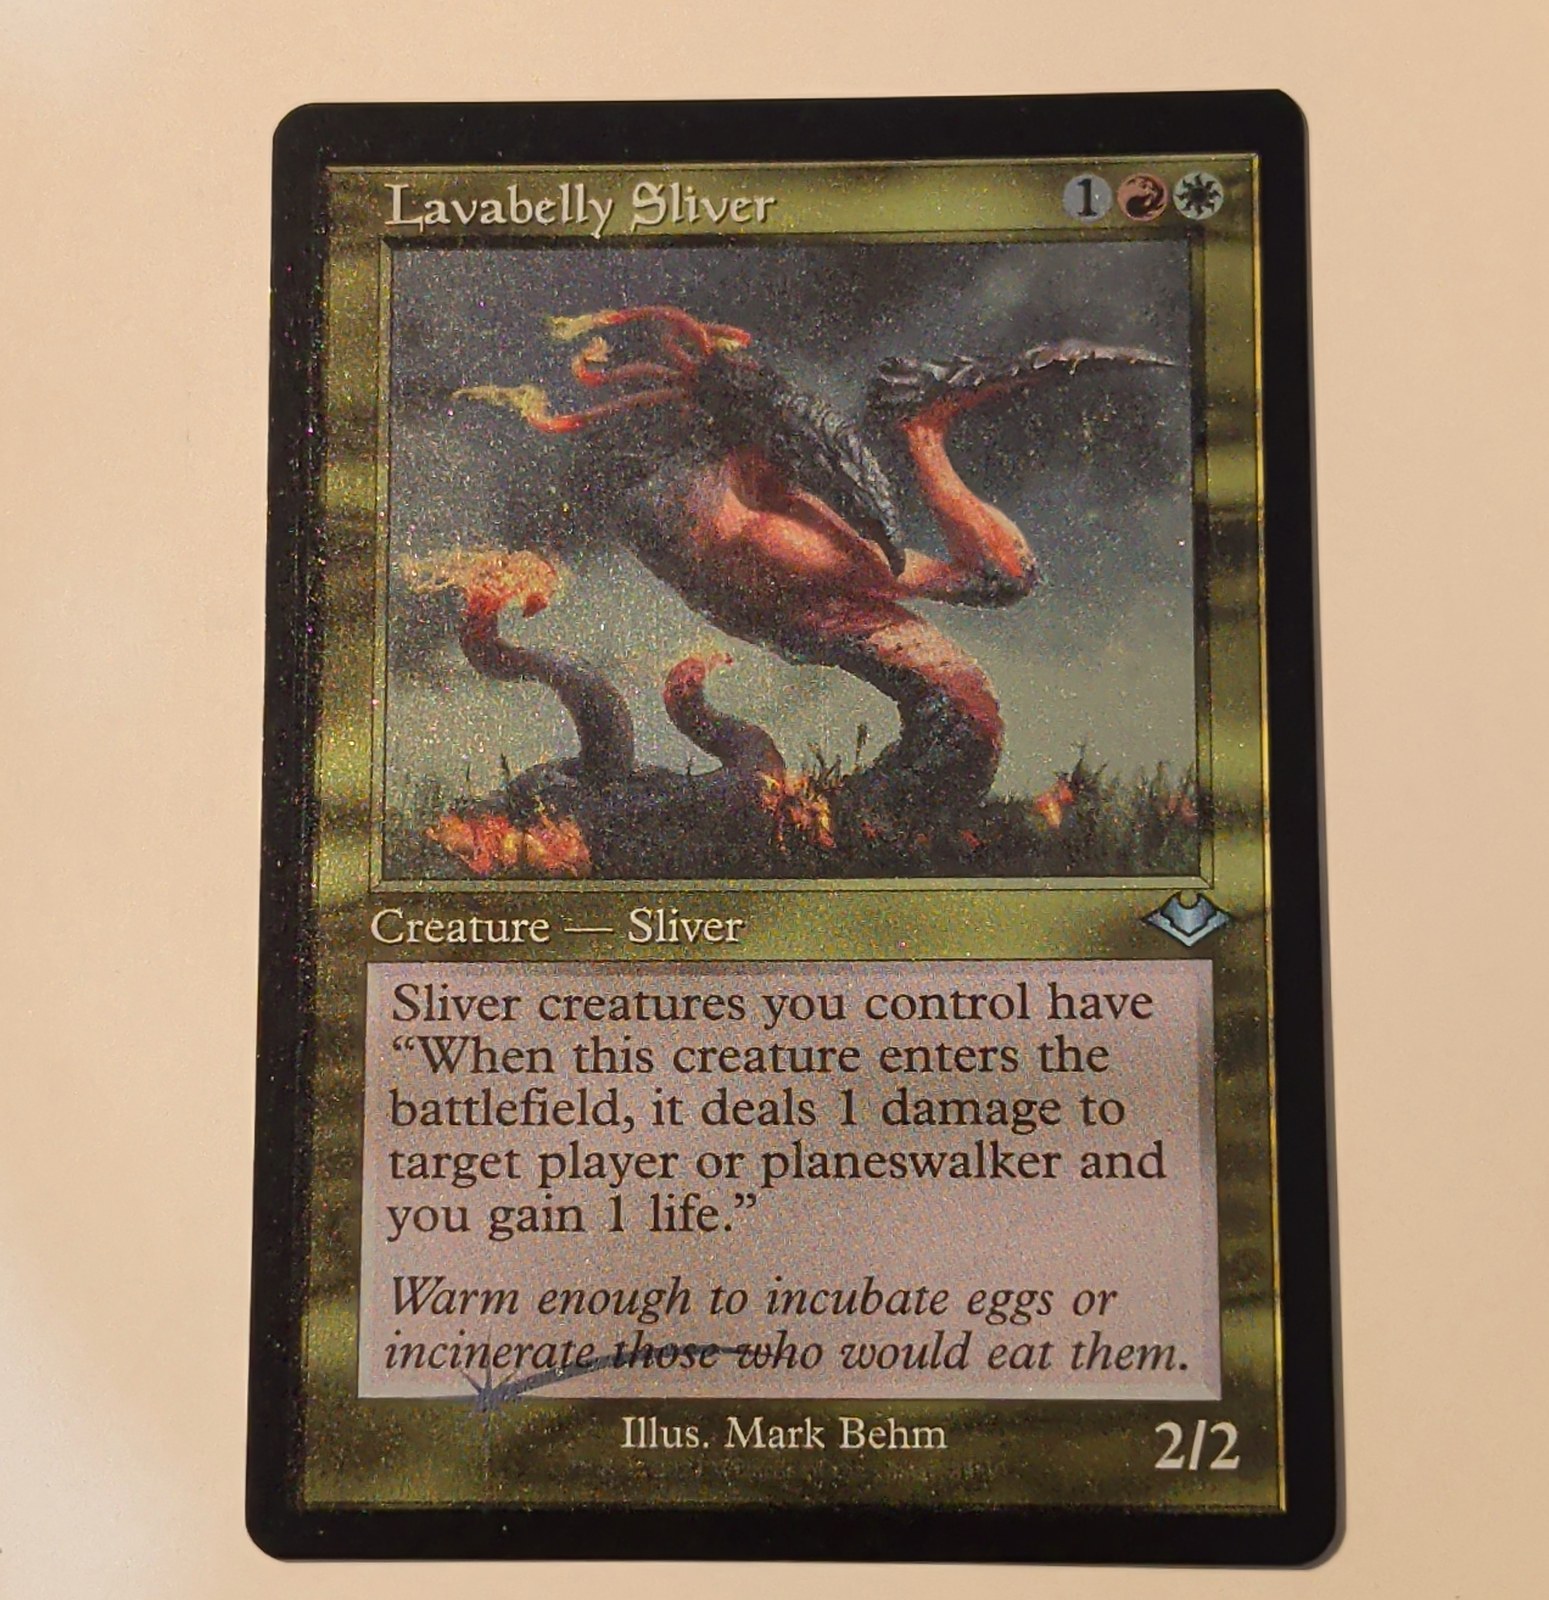 Lavabelly Sliver 1
Creature — Sliver
Sliver creatures you control have
“When this creature enters the
battlefield, it deals 1 damage to
target player or planeswalker and
you gain 1 life.”
Warm enough to incubate eggs or
incinerate those who would eat them.
Illus. Mark Behm
2/2